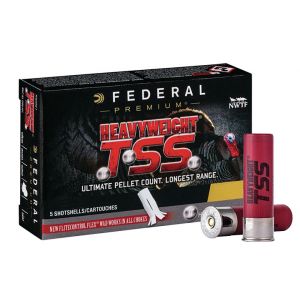 FEDERAL
PREMIUM
NWTF
HEAVYWEIGHT
TSS
ULTIMATE PELLET COUNT. LONGEST RANGE.
5 SHOTSHELLS/CARTOUCHES
NEW FLITECONTROL FLEX WAD WORKS IN ALL CHOKES
HEAVYWEIGHT
TSS